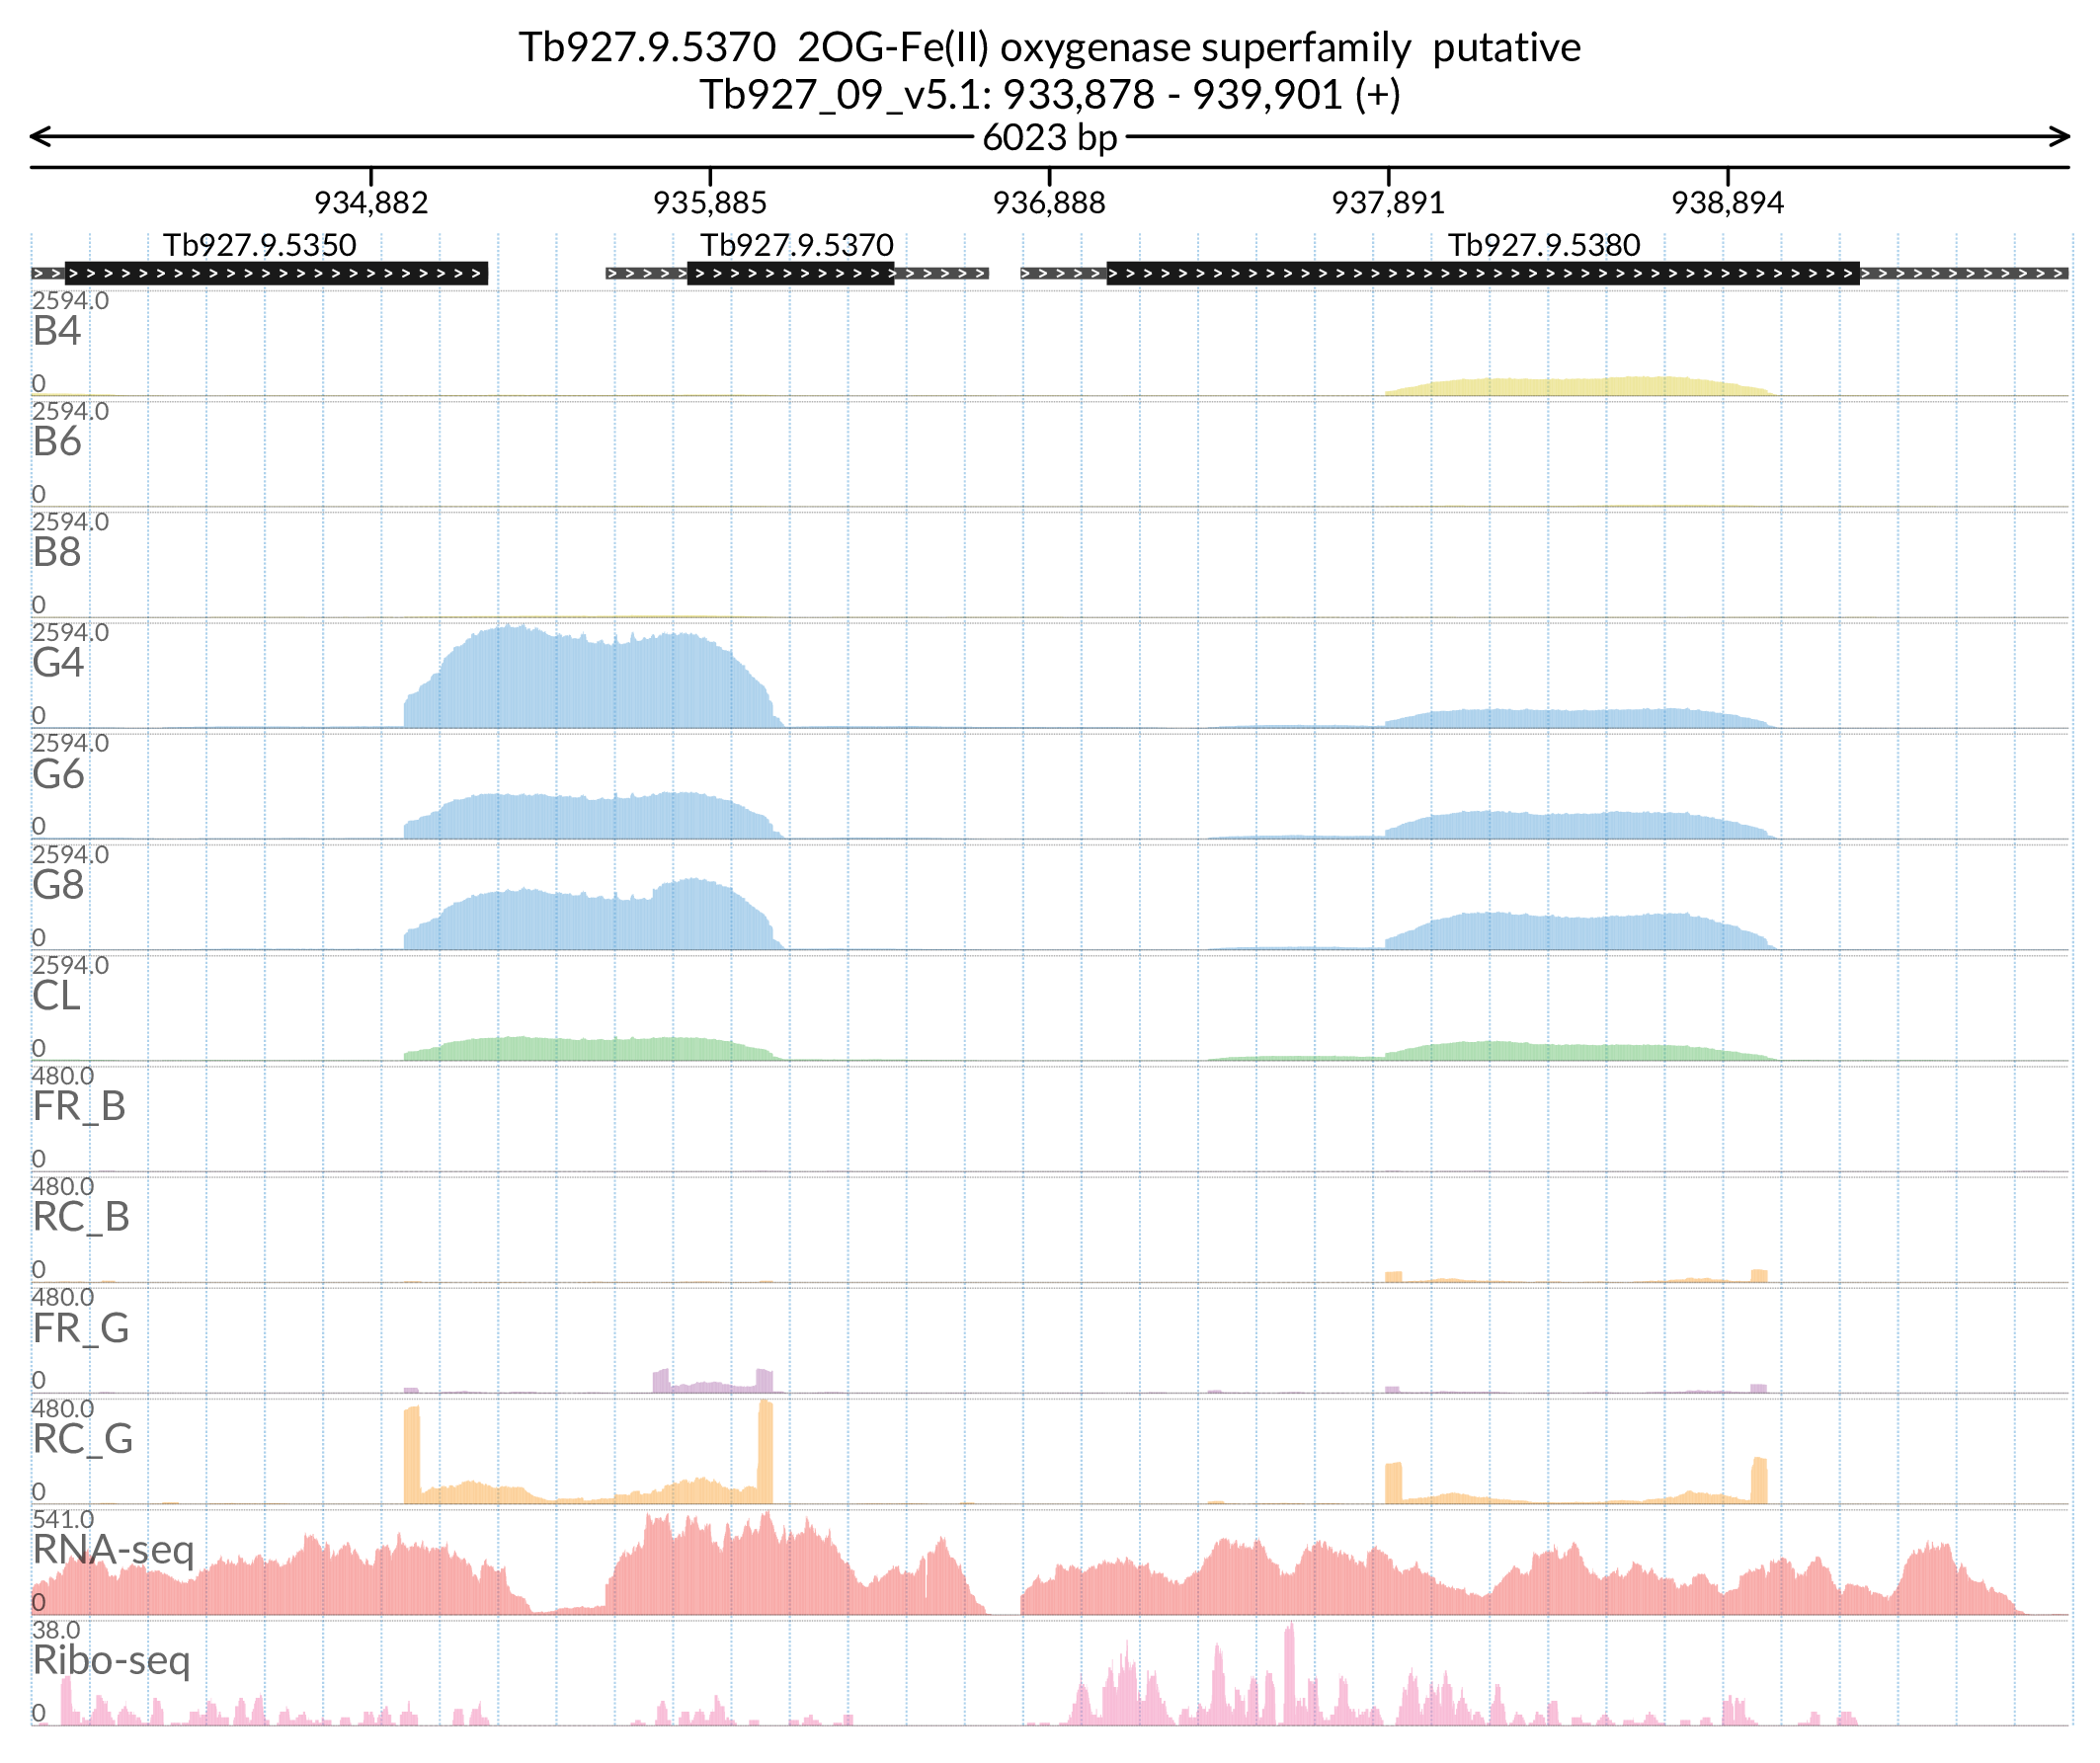 Tb927.9.5370  2OG-Fe(II) oxygenase superfamily  putative
Tb927_09_v5.1: 933,878 - 939,901 (+)
6023 bp
934,882 935,885 936,888 937,891 938,894
Tb927.9.5350 Tb927.9.5370 Tb927.9.5380
2594.0
B4
0
2594.0
B6
0
2594.0
B8
0
2594.0
G4
0
2594.0
G6
0
2594.0
G8
0
2594.0
CL
0
480.0
FR_B
0
480.0
RC_B
0
480.0
FR_G
0
480.0
RC_G
0
541.0
RNA-seq
0
38.0
Ribo-seq
0